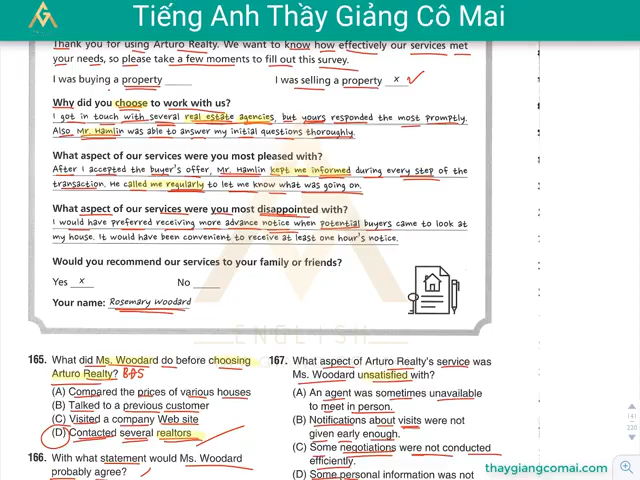 Tiếng Anh Thầy Giảng Cô Mai
Thank you for using Arturo Realty. We want to know how effectively our services met
your needs, so please take a few moments to fill out this survey.
I was buying a property
I was selling a property x
Why did you choose to work with us?
I got in touch with several real estate agencies, but yours responded the most promptly.
Also Mr. Hamlin was able to answer my initial questions thoroughly.
What aspect of our services were you most pleased with?
After I accepted the buyer's offer, Mr. Hamlin kept me informed during every step of the
transaction. He called me regularly to let me know what was going on.
What aspect of our services were you most disappointed with?
I would have preferred receiving more advance notice when potential buyers came to look at
my house. It would have been convenient to receive at least one hour's notice.
Would you recommend our services to your family or friends?
Yes x No
Your name: Rosemary Woodard
ENGLISH
165. What did Ms. Woodard do before choosing
Arturo Realty? BĐS
(A) Compared the prices of various houses
(B) Talked to a previous customer
(C) Visited a company Web site
(D) Contacted several realtors
166. With what statement would Ms. Woodard
probably agree?
167. What aspect of Arturo Realty's service was
Ms. Woodard unsatisfied with?
(A) An agent was sometimes unavailable
to meet in person.
(B) Notifications about visits were not
given early enough.
(C) Some negotiations were not conducted
efficiently.
(D) Some personal information was not
141
220
thaygiangcomai.com